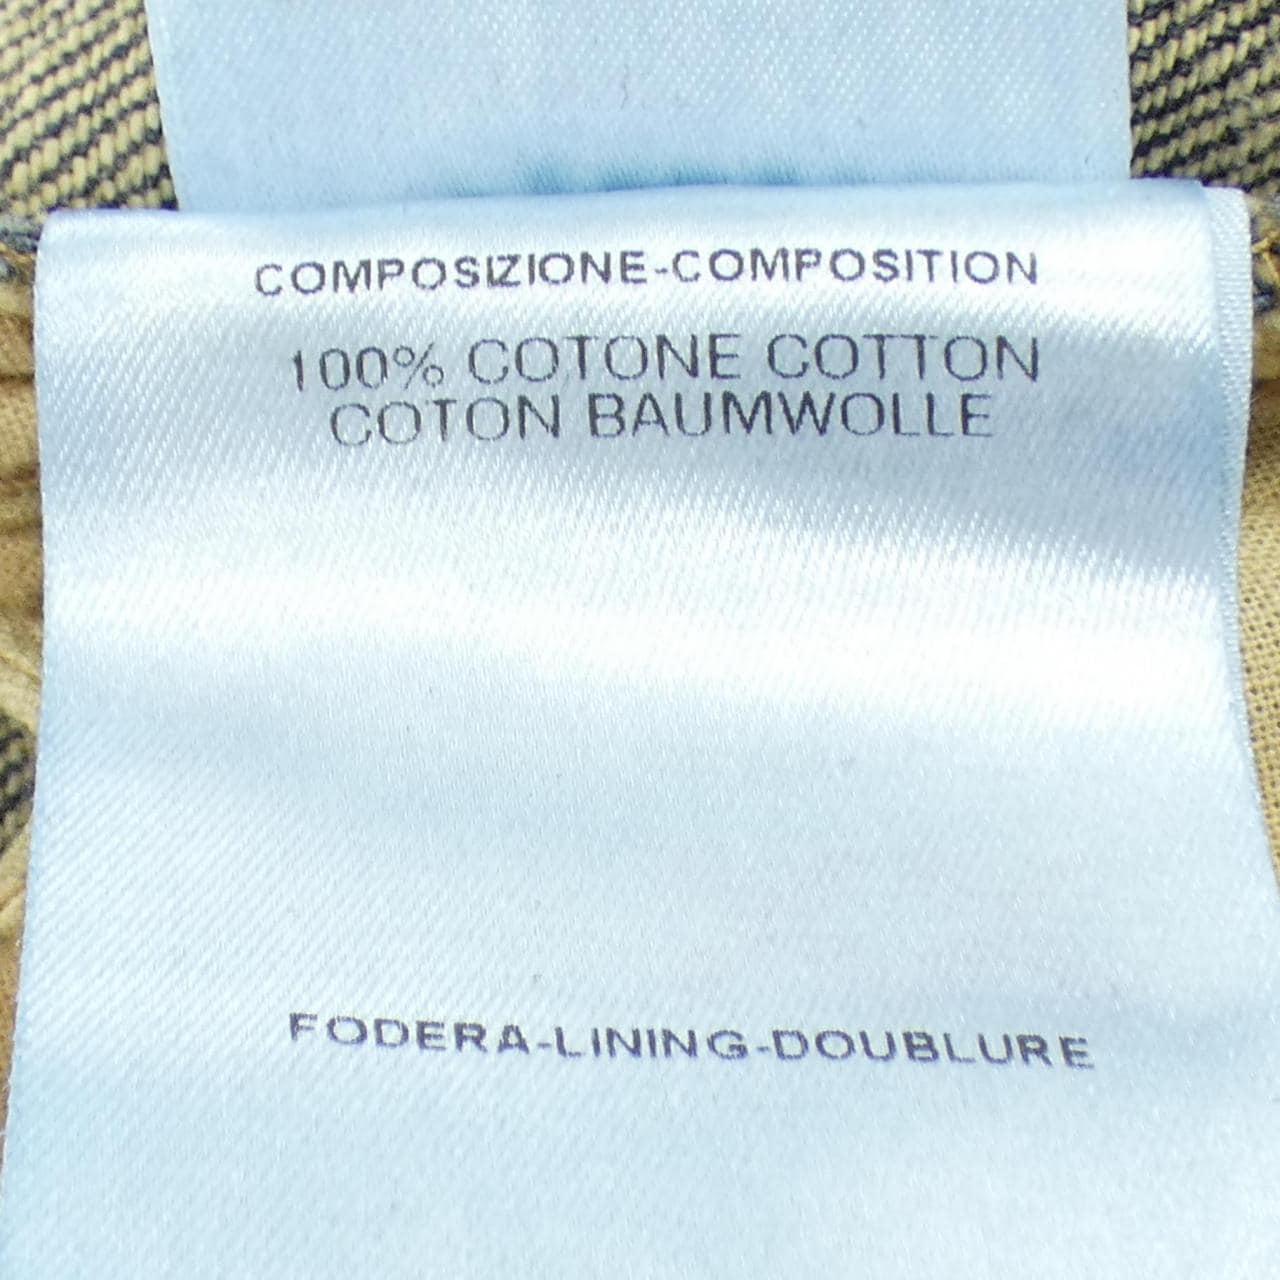 COMPOSIZIONE-COMPOSITION
100% COTONE COTTON
COTON BAUMWOLLE
FODERA-LINING-DOUBLURE